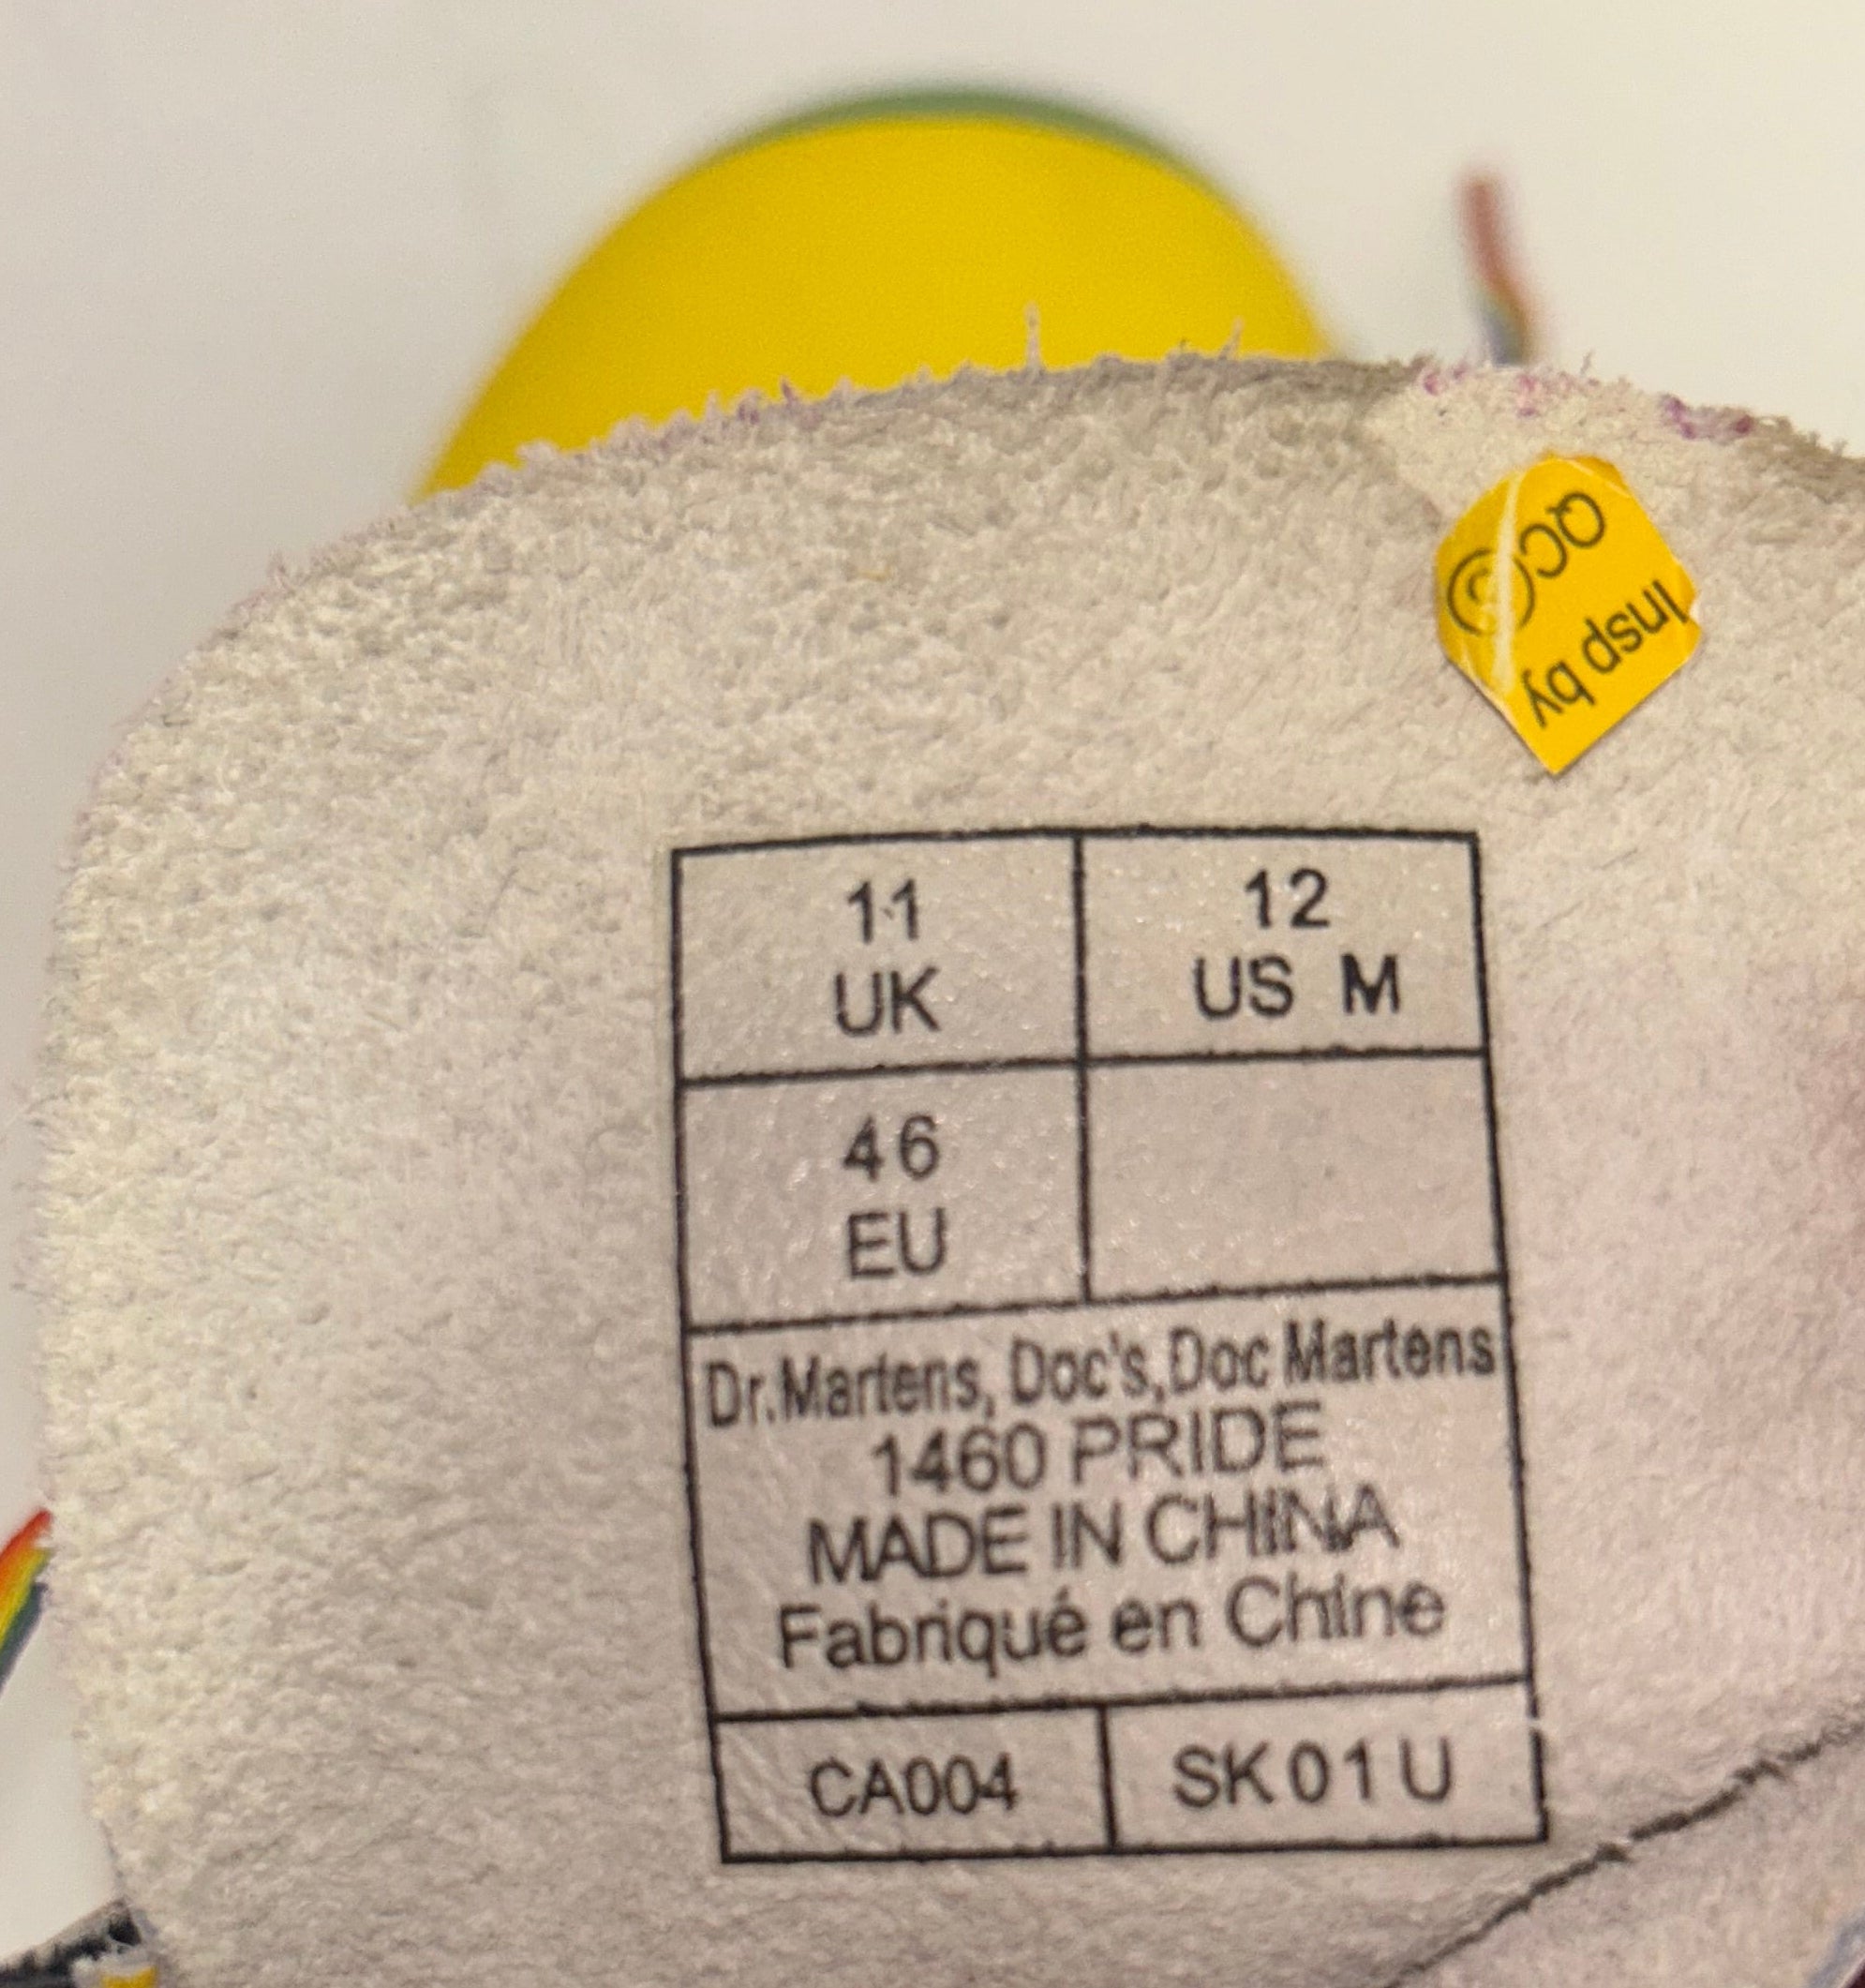 QC
Insp by
11
UK
12
US M
46
EU
Dr.Martens, Doc's,Doc Martens
1460 PRIDE
MADE IN CHINA
Fabriqué en Chine
CA004
SK01U